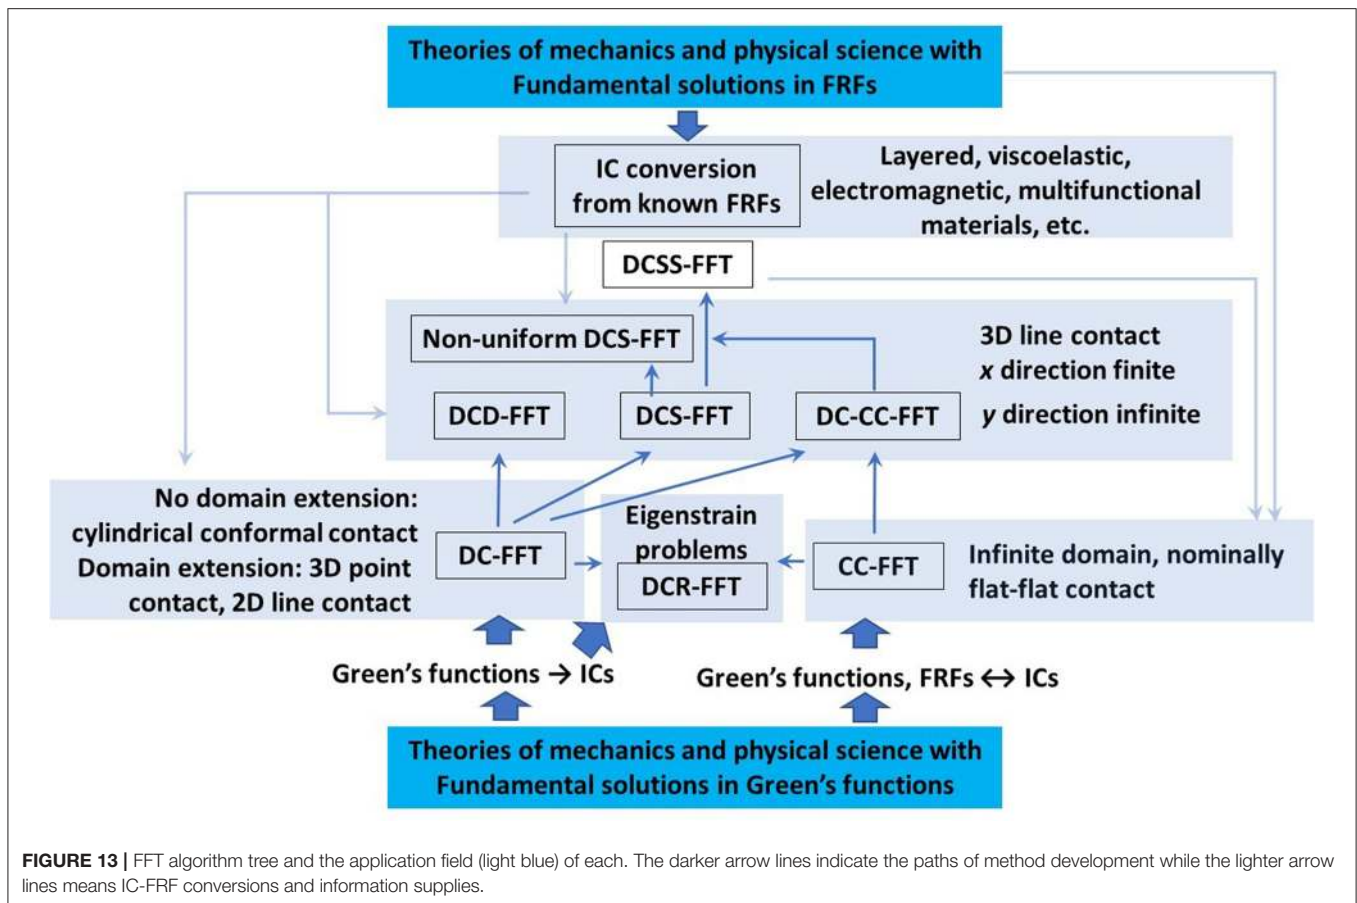 Theories of mechanics and physical science with
Fundamental solutions in FRFs
IC conversion
from known FRFs
Layered, viscoelastic,
electromagnetic, multifunctional
materials, etc.
DCSS-FFT
Non-uniform DCS-FFT
3D line contact
x direction finite
y direction infinite
DCD-FFT
DCS-FFT
DC-CC-FFT
No domain extension:
cylindrical conformal contact
Domain extension: 3D point
contact, 2D line contact
DC-FFT
Eigenstrain
problems
DCR-FFT
CC-FFT
Infinite domain, nominally
flat-flat contact
Green's functions → ICs
Green's functions, FRFs ↔ ICs
Theories of mechanics and physical science with
Fundamental solutions in Green's functions
FIGURE 13 | FFT algorithm tree and the application field (light blue) of each. The darker arrow lines indicate the paths of method development while the lighter arrow
lines means IC-FRF conversions and information supplies.